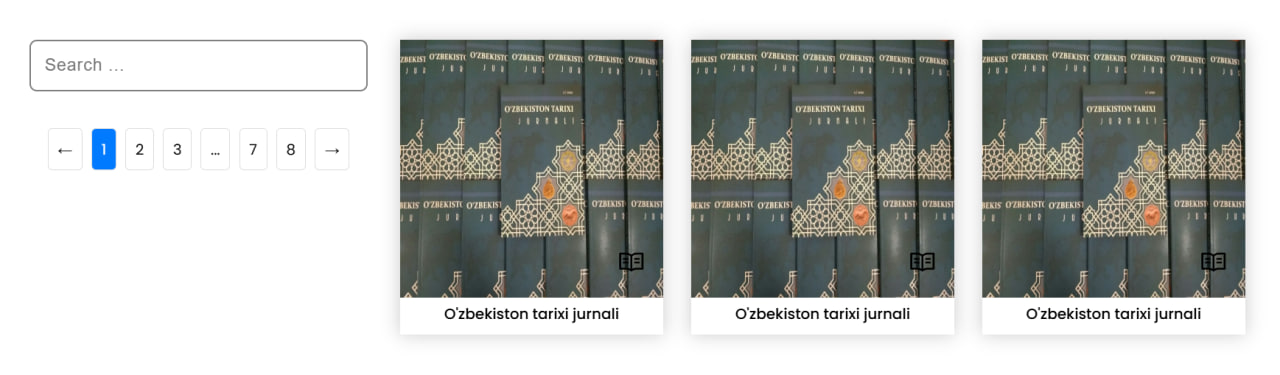 Search ...
← 1 2 3 ... 7 8 →
O'ZBEKISTON TARIXI
JURNALI
O'zbekiston tarixi jurnali
O'ZBEKISTON TARIXI
JURNALI
O'zbekiston tarixi jurnali
O'ZBEKISTON TARIXI
JURNALI
O'zbekiston tarixi jurnali